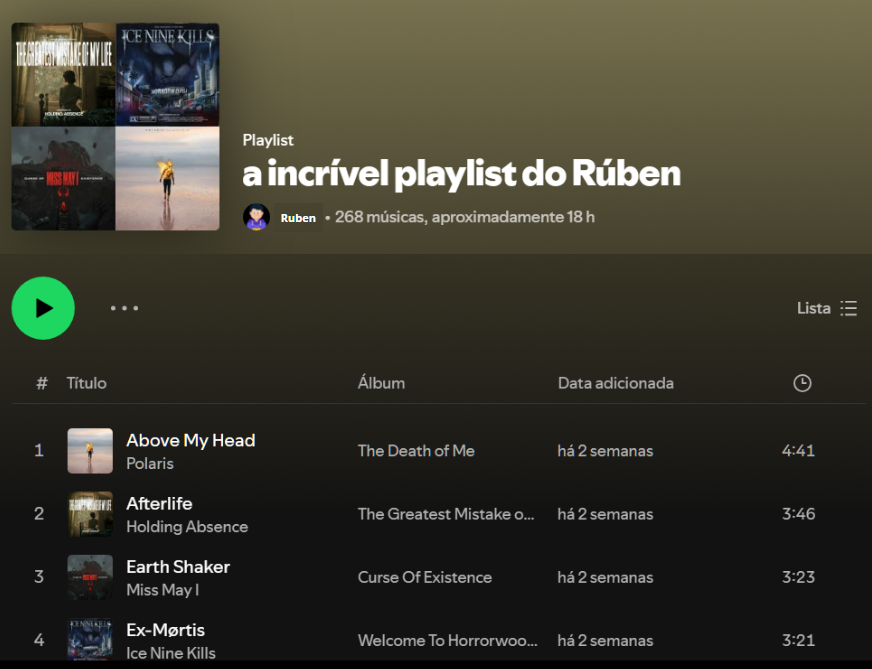 THE GREATEST MISTAKE OF MY LIFE
HOLDING ABSENCE
ICE NINE KILLS
MISS MAY I
Playlist
a incrível playlist do Rúben
Ruben • 268 músicas, aproximadamente 18 h
Lista
# Título Álbum Data adicionada
1 Above My Head The Death of Me há 2 semanas 4:41
Polaris
2 Afterlife The Greatest Mistake o... há 2 semanas 3:46
Holding Absence
3 Earth Shaker Curse Of Existence há 2 semanas 3:23
Miss May I
4 Ex-Mørtis Welcome To Horrorwoo... há 2 semanas 3:21
Ice Nine Kills